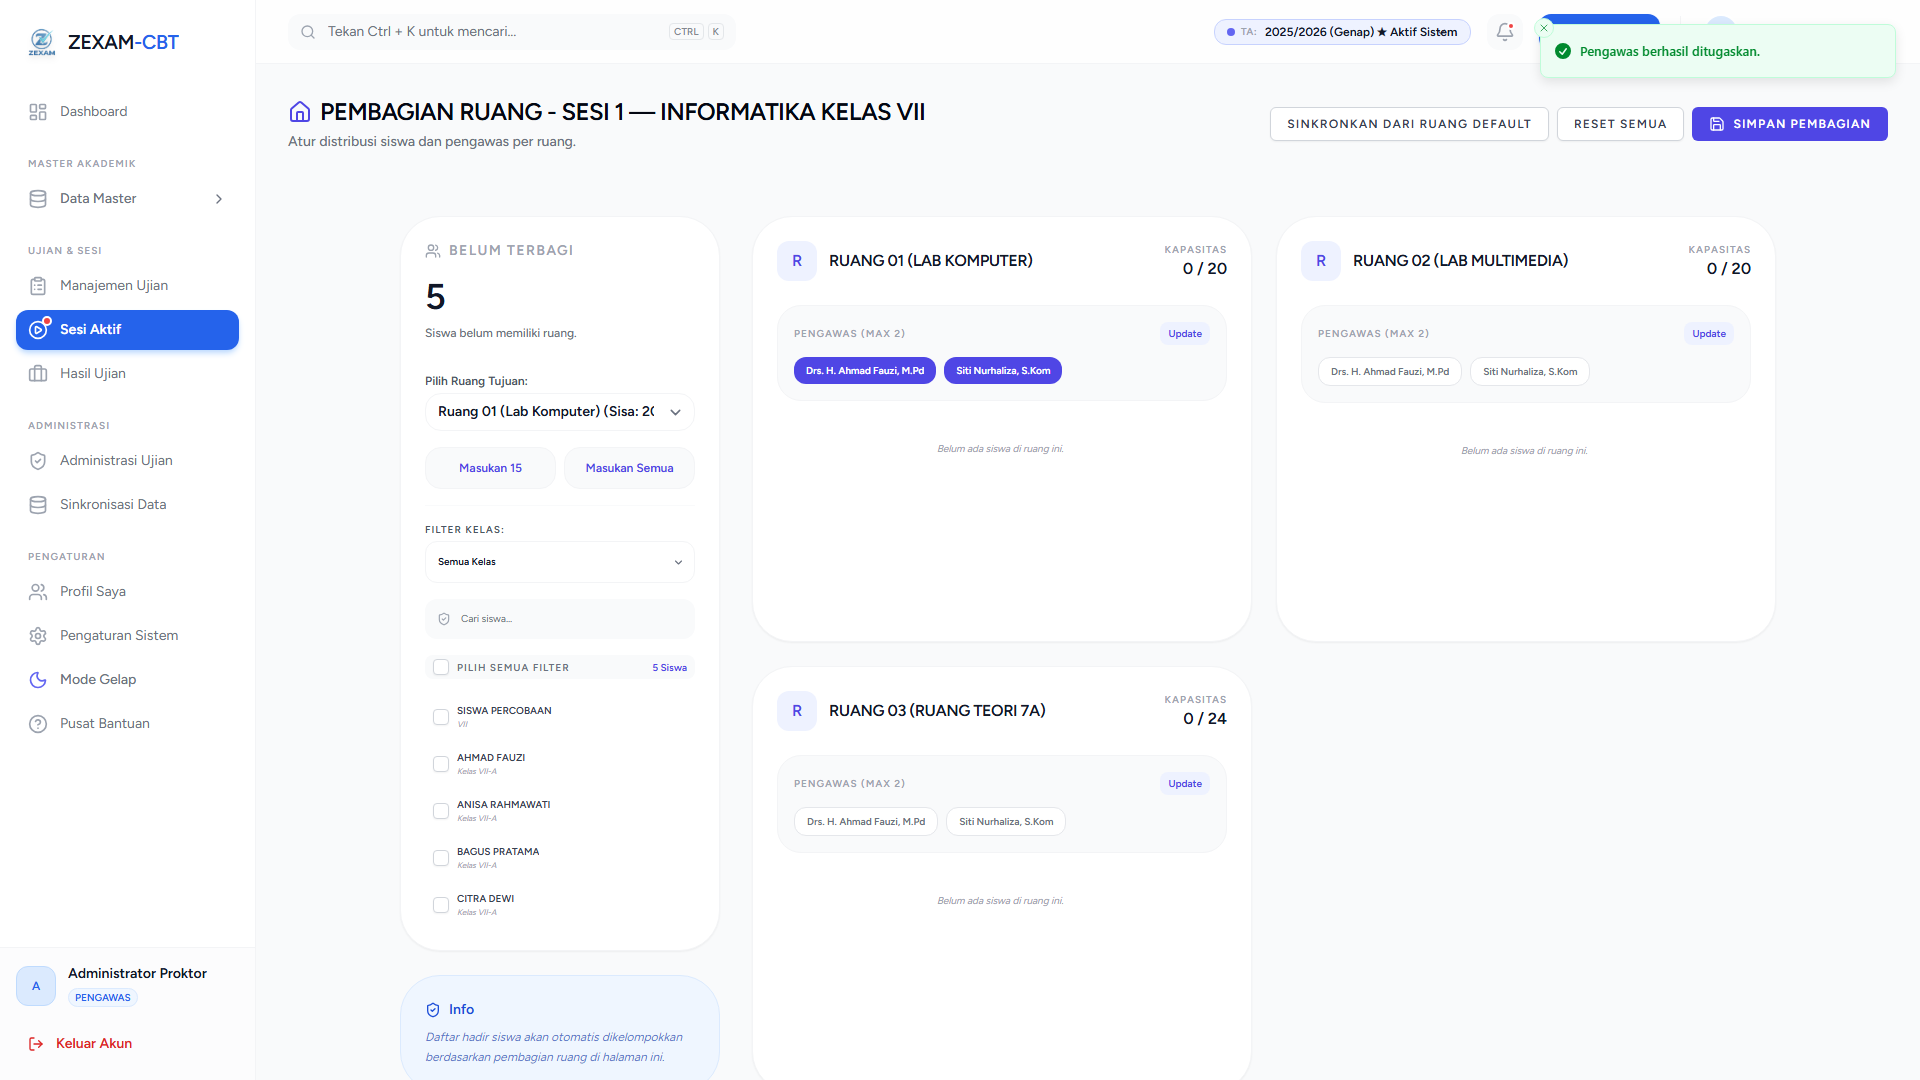 ZEXAM-CBT
ZEXAM
Dashboard
MASTER AKADEMIK
Data Master
UJIAN & SESI
Manajemen Ujian
Sesi Aktif
Hasil Ujian
ADMINISTRASI
Administrasi Ujian
Sinkronisasi Data
PENGATURAN
Profil Saya
Pengaturan Sistem
Mode Gelap
Pusat Bantuan
A
Administrator Proktor
PENGAWAS
Keluar Akun
Tekan Ctrl + K untuk mencari...
CTRL K
TA: 2025/2026 (Genap) ★ Aktif Sistem
Pengawas berhasil ditugaskan.
PEMBAGIAN RUANG - SESI 1 — INFORMATIKA KELAS VII
Atur distribusi siswa dan pengawas per ruang.
SINKRONKAN DARI RUANG DEFAULT
RESET SEMUA
SIMPAN PEMBAGIAN
BELUM TERBAGI
5
Siswa belum memiliki ruang.
Pilih Ruang Tujuan:
Ruang 01 (Lab Komputer) (Sisa: 20
Masukan 15
Masukan Semua
FILTER KELAS:
Semua Kelas
Cari siswa...
PILIH SEMUA FILTER
5 Siswa
SISWA PERCOBAAN
VII
AHMAD FAUZI
Kelas VII-A
ANISA RAHMAWATI
Kelas VII-A
BAGUS PRATAMA
Kelas VII-A
CITRA DEWI
Kelas VII-A
Info
Daftar hadir siswa akan otomatis dikelompokkan
berdasarkan pembagian ruang di halaman ini.
R
RUANG 01 (LAB KOMPUTER)
KAPASITAS
0 / 20
PENGAWAS (MAX 2)
Update
Drs. H. Ahmad Fauzi, M.Pd
Siti Nurhaliza, S.Kom
Belum ada siswa di ruang ini.
R
RUANG 02 (LAB MULTIMEDIA)
KAPASITAS
0 / 20
PENGAWAS (MAX 2)
Update
Drs. H. Ahmad Fauzi, M.Pd
Siti Nurhaliza, S.Kom
Belum ada siswa di ruang ini.
R
RUANG 03 (RUANG TEORI 7A)
KAPASITAS
0 / 24
PENGAWAS (MAX 2)
Update
Drs. H. Ahmad Fauzi, M.Pd
Siti Nurhaliza, S.Kom
Belum ada siswa di ruang ini.